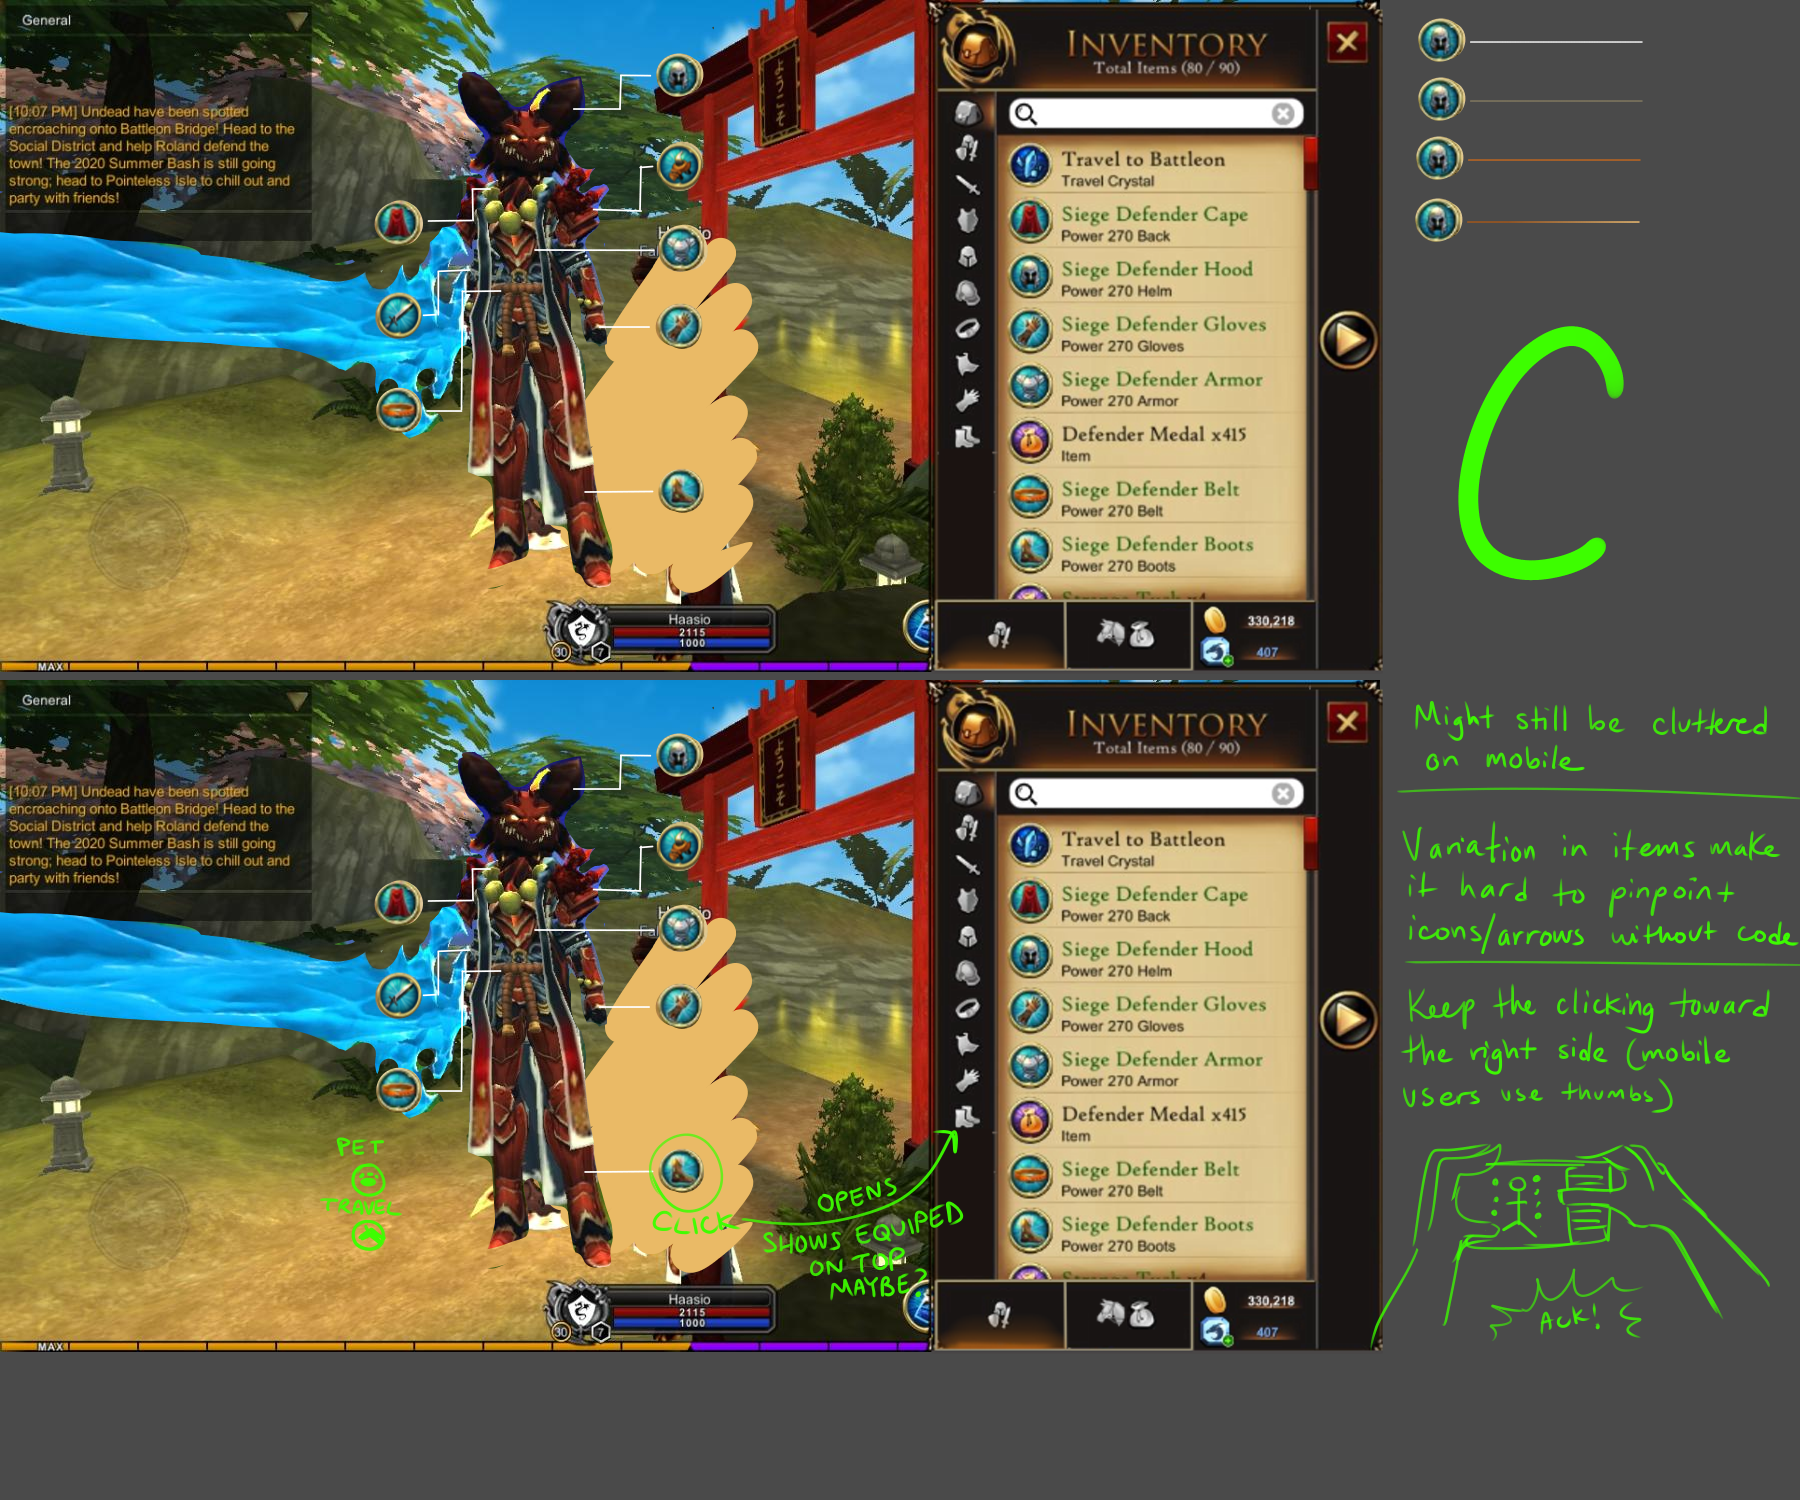 General
[10:07 PM] Undead have been spotted
encroaching onto Battleon Bridge! Head to the
Social District and help Roland defend the
town! The 2020 Summer Bash is still going
strong; head to Pointeless Isle to chill out and
party with friends!
ようこそ
Haasio
2115
1000
30
7
MAX
INVENTORY
Total Items (80 / 90)
Travel to Battleon
Travel Crystal
Siege Defender Cape
Power 270 Back
Siege Defender Hood
Power 270 Helm
Siege Defender Gloves
Power 270 Gloves
Siege Defender Armor
Power 270 Armor
Defender Medal x415
Item
Siege Defender Belt
Power 270 Belt
Siege Defender Boots
Power 270 Boots
330,218
407
C
General
[10:07 PM] Undead have been spotted
encroaching onto Battleon Bridge! Head to the
Social District and help Roland defend the
town! The 2020 Summer Bash is still going
strong; head to Pointeless Isle to chill out and
party with friends!
ようこそ
PET
TRAVEL
CLICK
OPENS
SHOWS EQUIPED
ON TOP
MAYBE?
Haasio
2115
1000
30
7
MAX
INVENTORY
Total Items (80 / 90)
Travel to Battleon
Travel Crystal
Siege Defender Cape
Power 270 Back
Siege Defender Hood
Power 270 Helm
Siege Defender Gloves
Power 270 Gloves
Siege Defender Armor
Power 270 Armor
Defender Medal x415
Item
Siege Defender Belt
Power 270 Belt
Siege Defender Boots
Power 270 Boots
330,218
407
Might still be cluttered
on mobile
Variation in items make
it hard to pinpoint
icons/arrows without code
Keep the clicking toward
the right side (mobile
users use thumbs)
Ack!